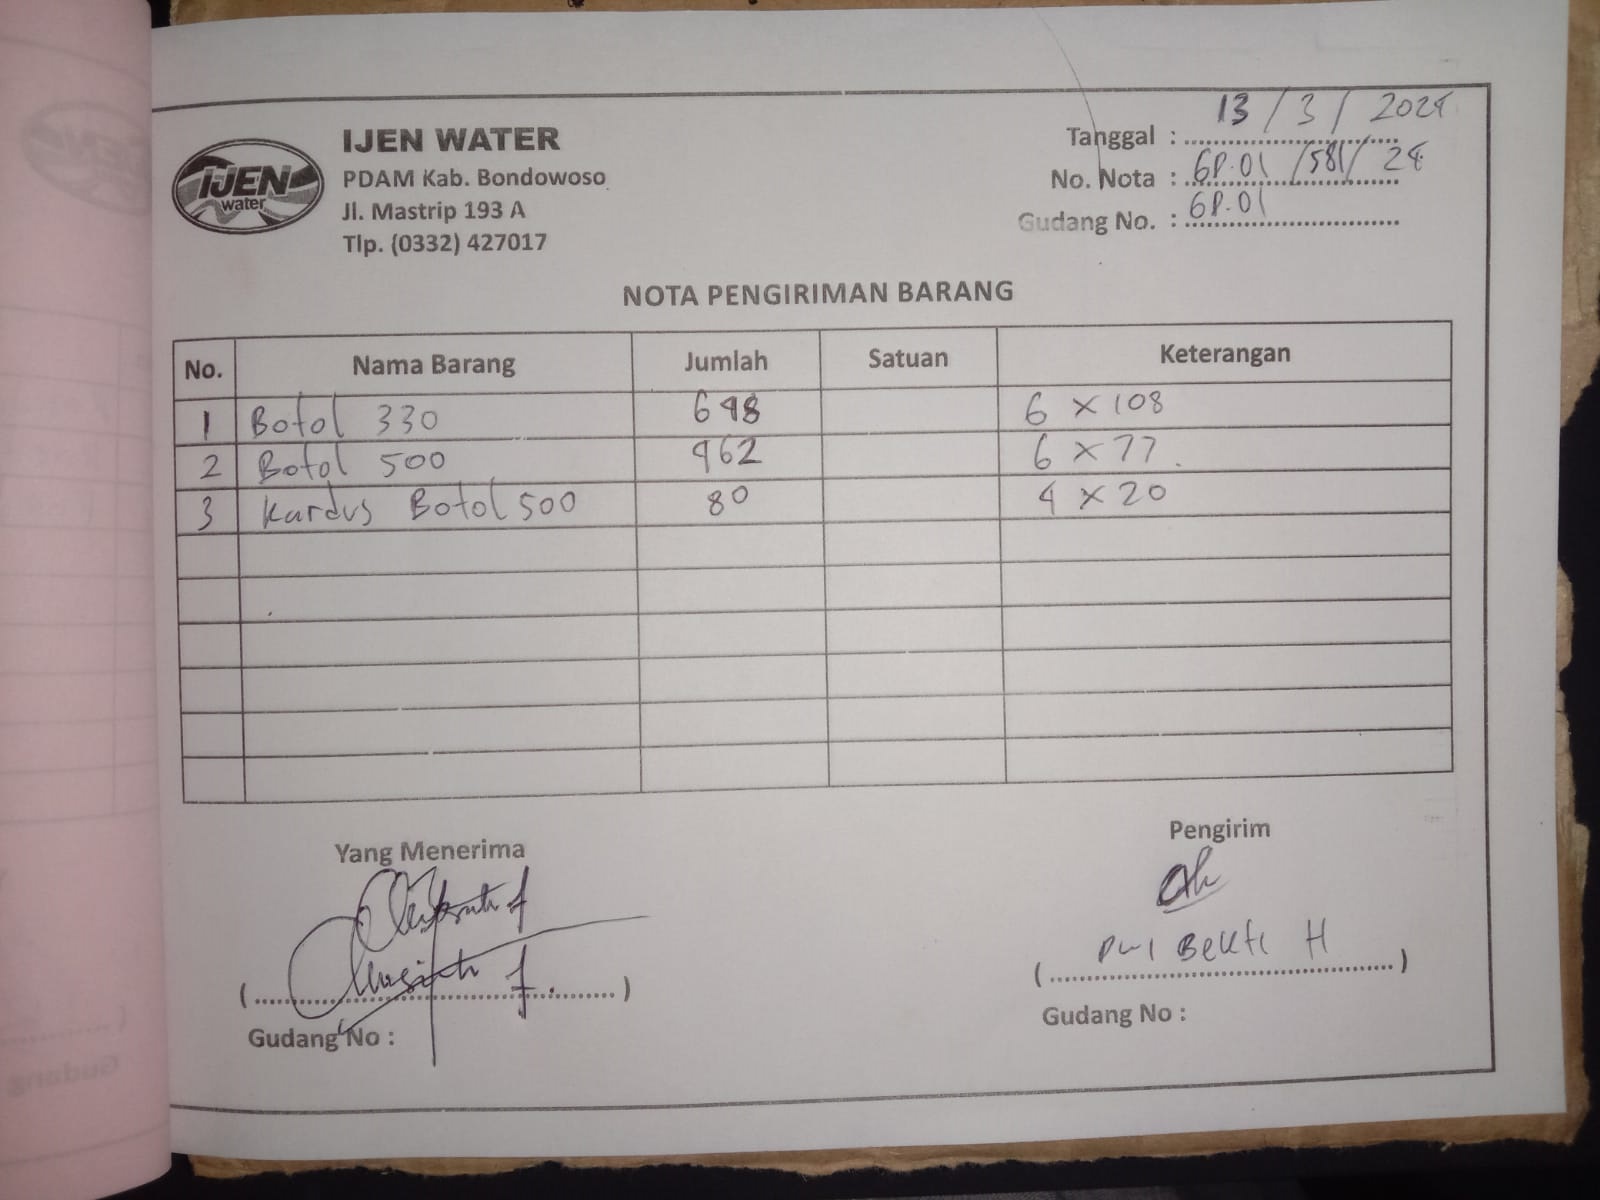 IJEN WATER
PDAM Kab. Bondowoso
Jl. Mastrip 193 A
Tlp. (0332) 427017
IJEN
water
Tanggal : 13 / 3 / 2024
No. Nota : GP.01 /581/ 24
Gudang No. : GP.01
NOTA PENGIRIMAN BARANG
No. Nama Barang Jumlah Satuan Keterangan
1 Botol 330 648 6 x 108
2 Botol 500 462 6 x 77
3 Kardus Botol 500 80 4 x 20
Yang Menerima
Gudang No :
Pengirim
(Dwi Bekti H)
Gudang No :